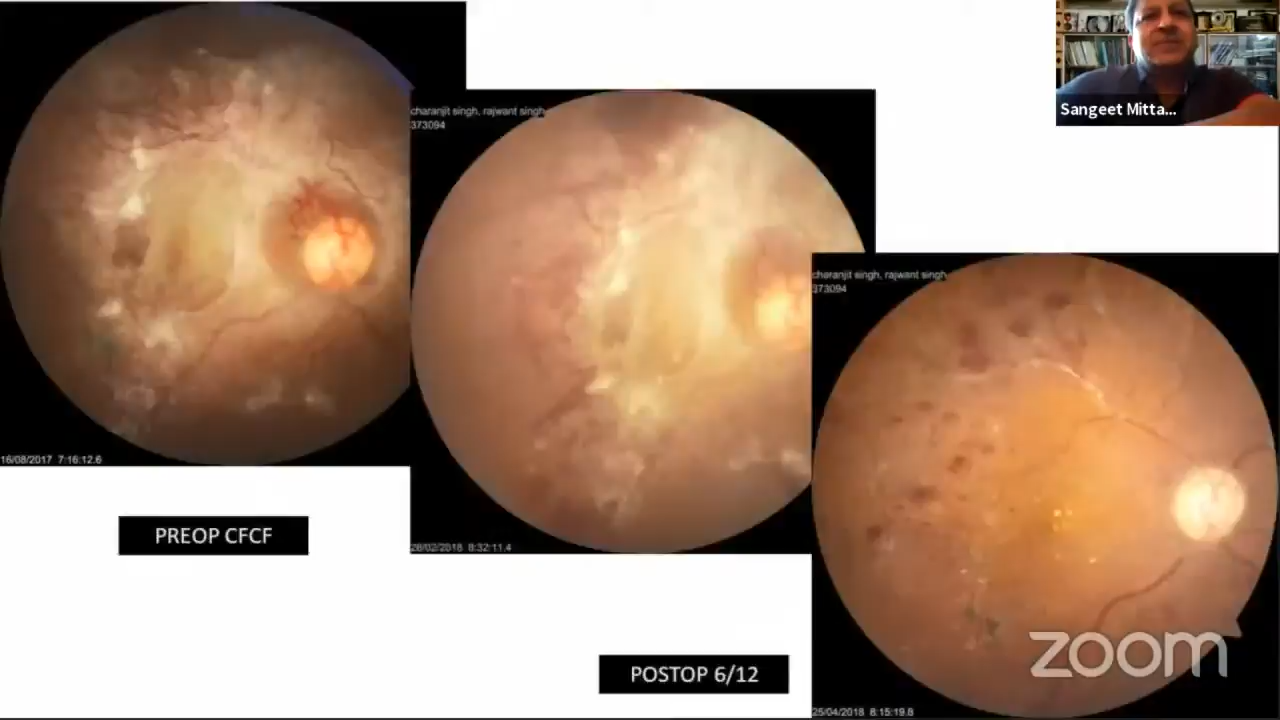 Sangeet Mitta...
charanjit singh, rajwant singh
373094
charanjit singh, rajwant singh
373094
16/08/2017 7:16:12.6
PREOP CFCF
28/02/2018 8:32:11.4
POSTOP 6/12
zoom
25/04/2018 8:15:19.8